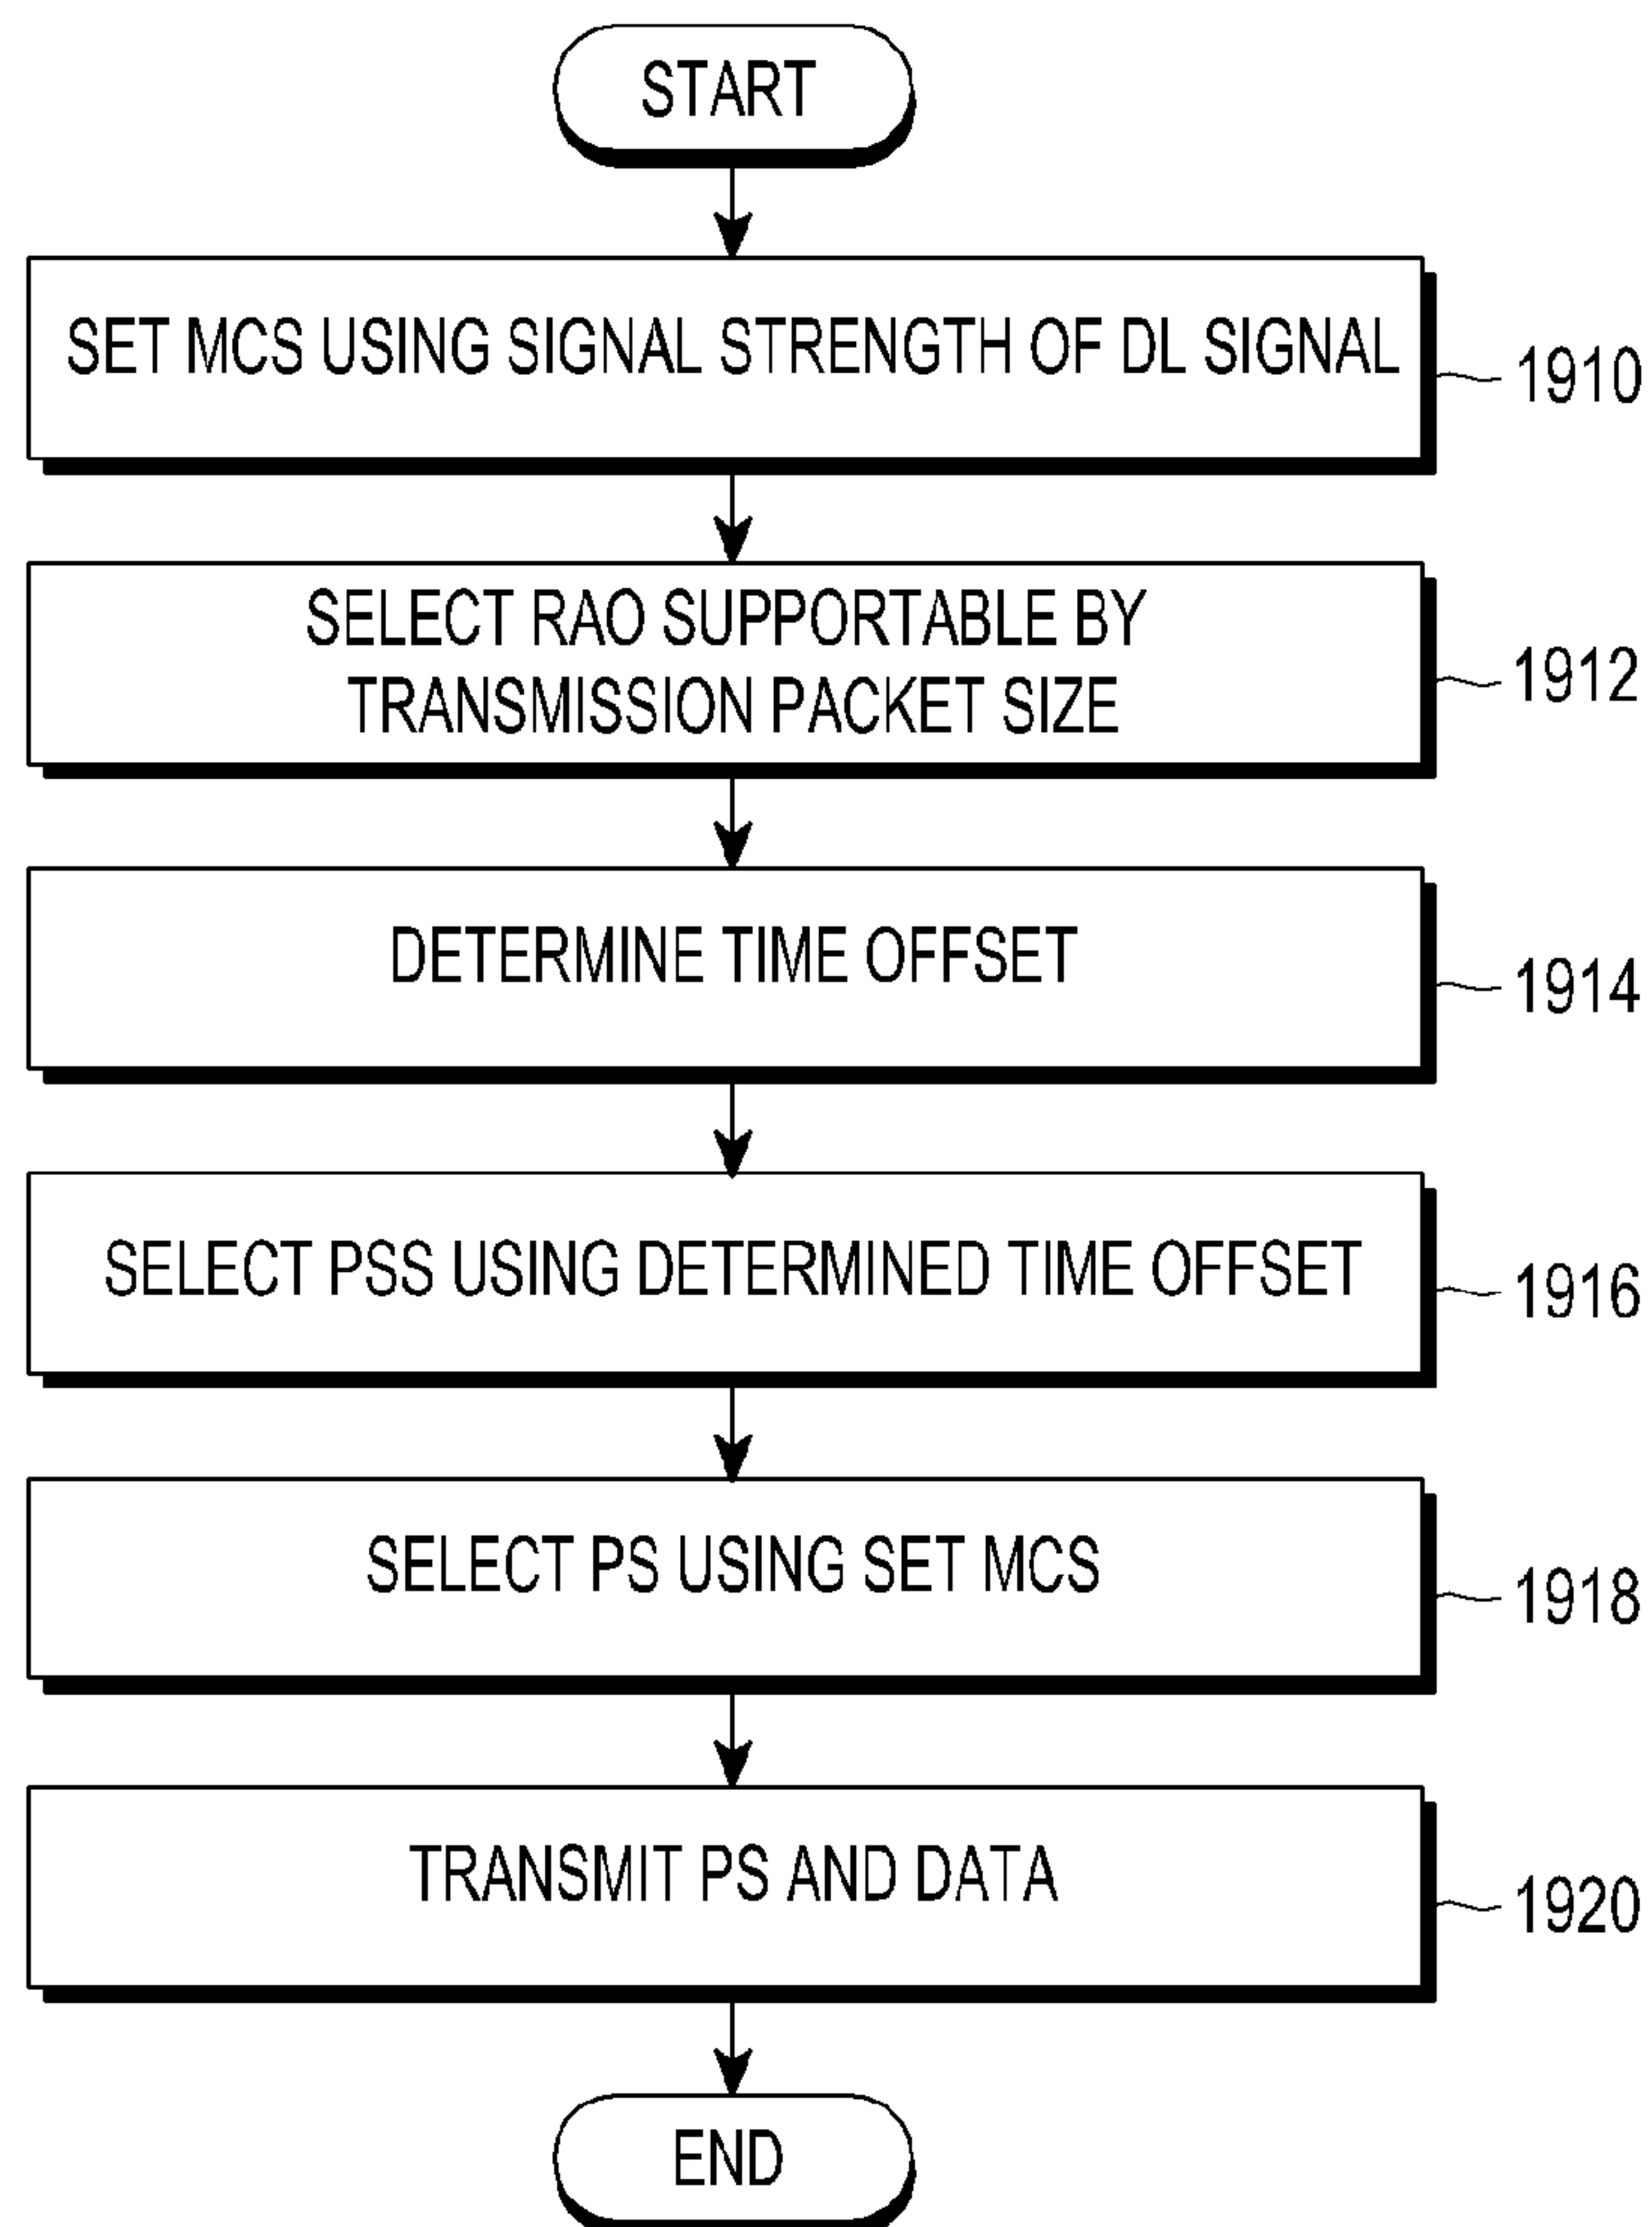 START
SET MCS USING SIGNAL STRENGTH OF DL SIGNAL
1910
SELECT RAO SUPPORTABLE BY
TRANSMISSION PACKET SIZE
1912
DETERMINE TIME OFFSET
1914
SELECT PSS USING DETERMINED TIME OFFSET
1916
SELECT PS USING SET MCS
1918
TRANSMIT PS AND DATA
1920
END